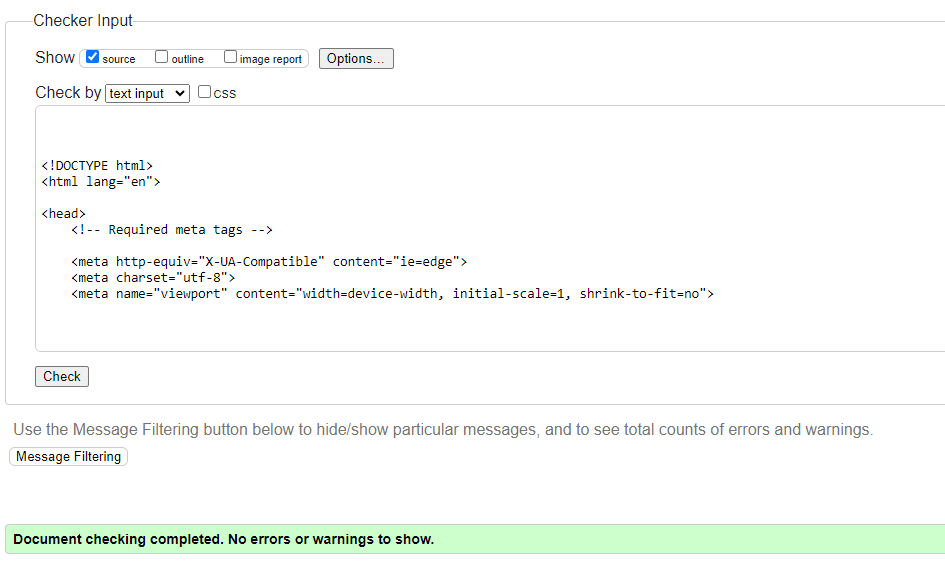 Checker Input
Show source outline image report Options...
Check by text input css
<!DOCTYPE html>
<html lang="en">
<head>
<!-- Required meta tags -->
<meta http-equiv="X-UA-Compatible" content="ie=edge">
<meta charset="utf-8">
<meta name="viewport" content="width=device-width, initial-scale=1, shrink-to-fit=no">
Check
Use the Message Filtering button below to hide/show particular messages, and to see total counts of errors and warnings.
Message Filtering
Document checking completed. No errors or warnings to show.